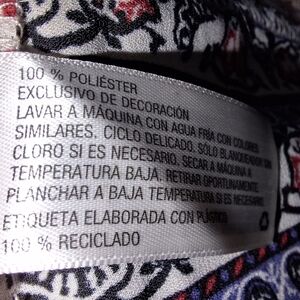 100 % POLIÉSTER
EXCLUSIVO DE DECORACIÓN
LAVAR A MÁQUINA CON AGUA FRÍA CON COLORES
SIMILARES. CICLO DELICADO. SÓLO BLANQUEADOR SIN
CLORO SI ES NECESARIO. SECAR A MÁQUINA A
TEMPERATURA BAJA. RETIRAR OPORTUNAMENTE.
PLANCHAR A BAJA TEMPERATURA SI ES NECESARIO
ETIQUETA ELABORADA CON PLÁSTICO
100 % RECICLADO